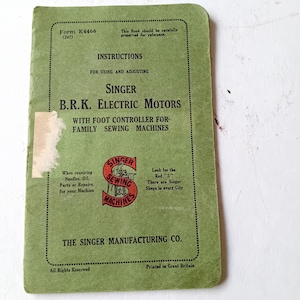 Form K4466
(247)
This Book should be carefully
preserved for reference.
INSTRUCTIONS
FOR USING AND ADJUSTING
SINGER
B.R.K. ELECTRIC MOTORS
WITH FOOT CONTROLLER FOR
FAMILY SEWING MACHINES
When requiring
Needles, Oil,
Parts or Repairs,
for your Machine
SINGER
SEWING
MACHINES
Look for the
Red "S"
There are Singer
Shops in every City
THE SINGER MANUFACTURING CO.
All Rights Reserved
Printed in Great Britain